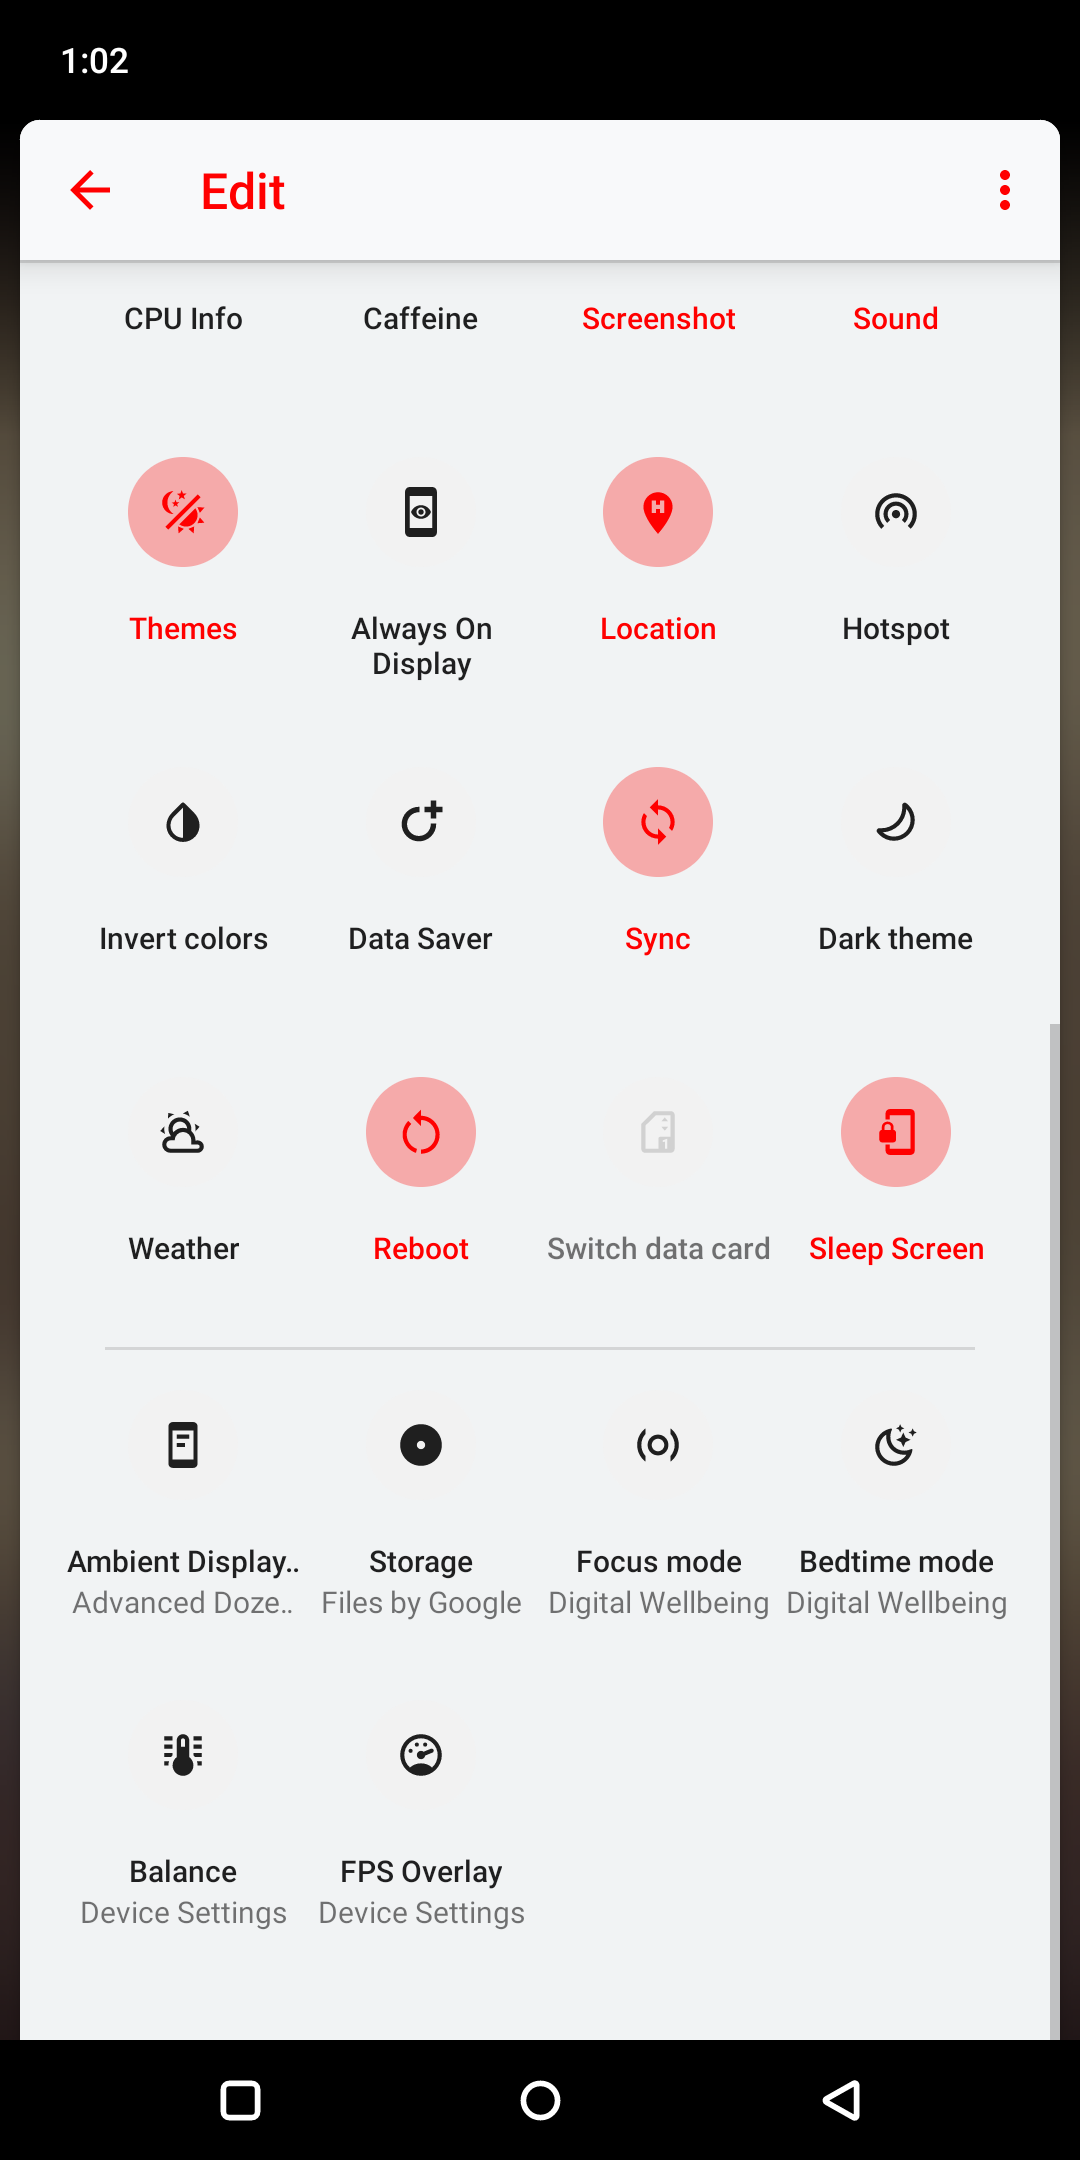 1:02
Edit
CPU Info
Caffeine
Screenshot
Sound
Themes
Always On
Display
Location
Hotspot
Invert colors
Data Saver
Sync
Dark theme
Weather
Reboot
Switch data card
Sleep Screen
Ambient Display..
Advanced Doze..
Storage
Files by Google
Focus mode
Digital Wellbeing
Bedtime mode
Digital Wellbeing
Balance
Device Settings
FPS Overlay
Device Settings